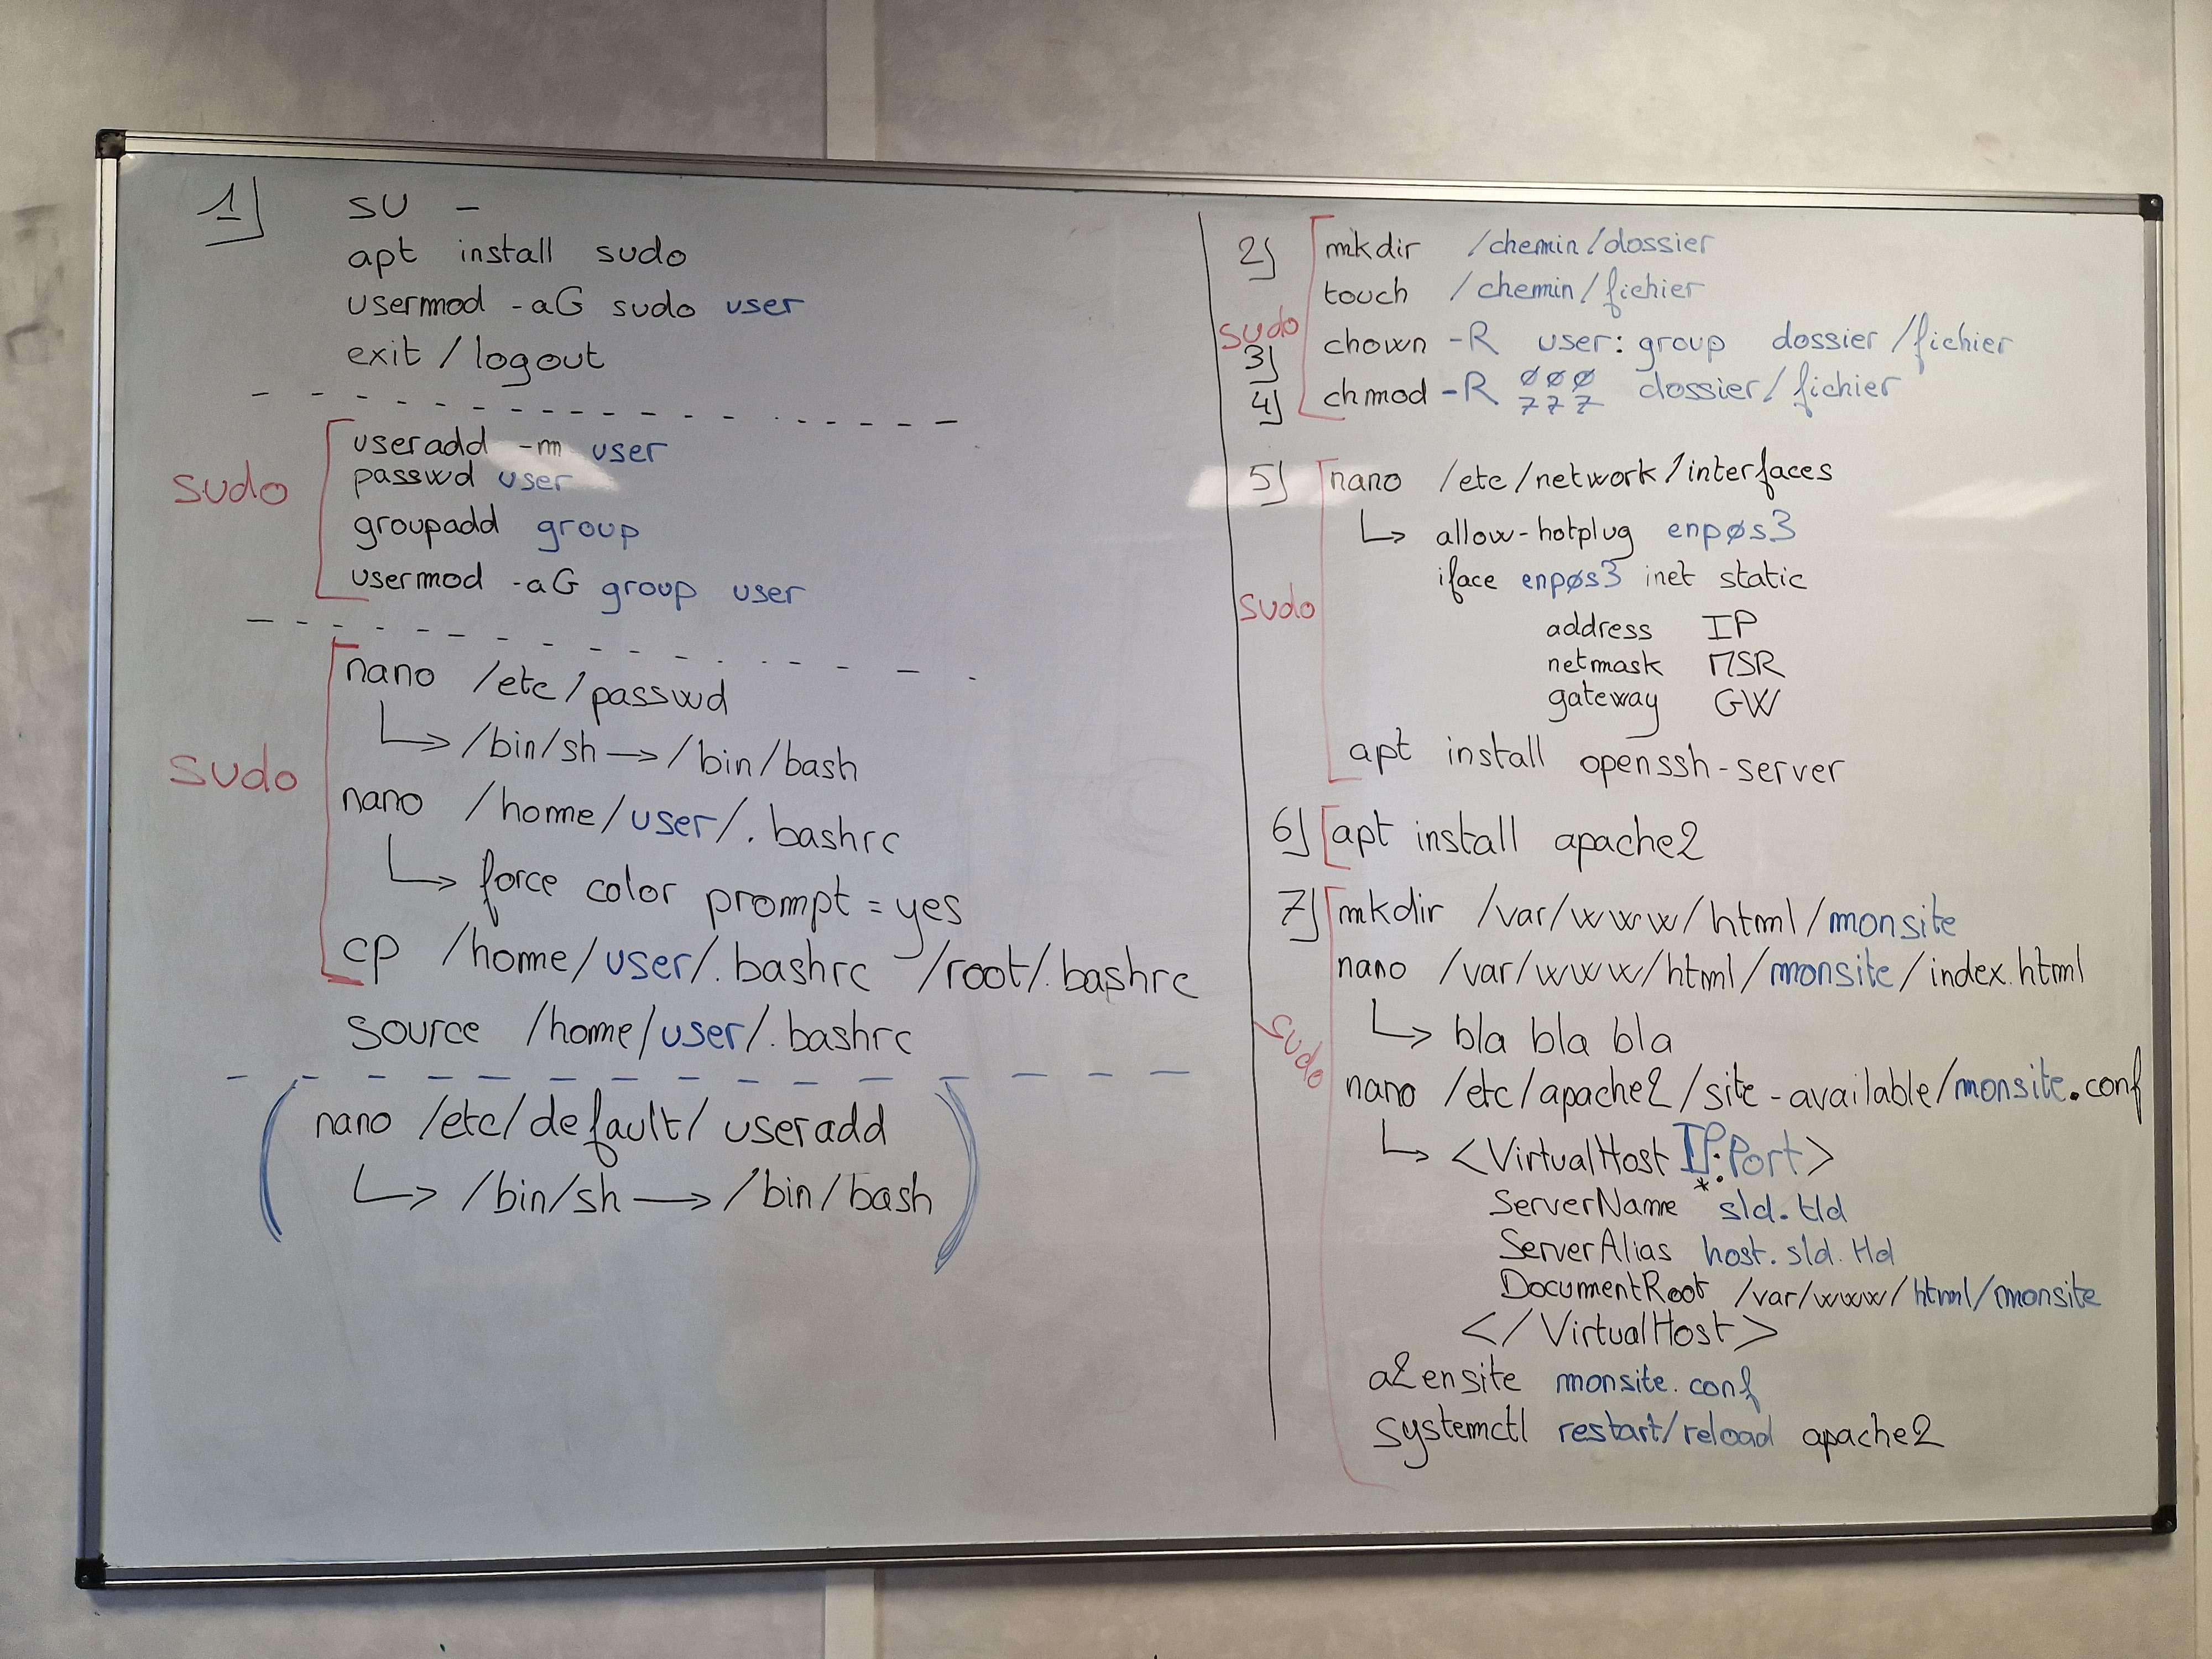 1)
su -
apt install sudo
usermod -aG sudo user
exit / logout
sudo
useradd -m user
passwd user
groupadd group
usermod -aG group user
sudo
nano /etc/passwd
↳ /bin/sh → /bin/bash
nano /home/user/.bashrc
↳ force color prompt = yes
cp /home/user/.bashrc /root/.bashrc
source /home/user/.bashrc
( nano /etc/default/useradd
↳ /bin/sh → /bin/bash )
2) mkdir /chemin/dossier
touch /chemin/fichier
sudo
3) chown -R user:group dossier/fichier
4) chmod -R ØØØ dossier/fichier
777
5) nano /etc/network/interfaces
↳ allow-hotplug enpøs3
iface enpøs3 inet static
sudo
address IP
netmask MSR
gateway GW
apt install openssh-server
6) apt install apache2
7) mkdir /var/www/html/monsite
nano /var/www/html/monsite/index.html
↳ bla bla bla
sudo
nano /etc/apache2/site-available/monsite.conf
↳ <VirtualHost IP:Port>
*:
ServerName sld.tld
ServerAlias host.sld.tld
DocumentRoot /var/www/html/monsite
</VirtualHost>
a2ensite monsite.conf
systemctl restart/reload apache2